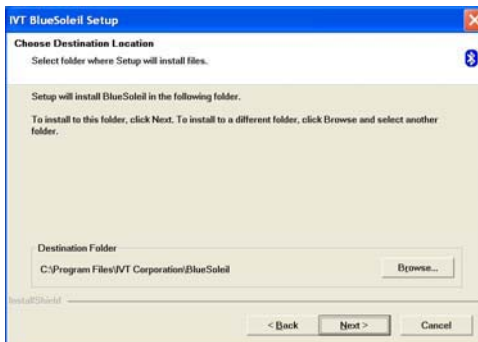 IVT BlueSoleil Setup
Choose Destination Location
Select folder where Setup will install files.
Setup will install BlueSoleil in the following folder.
To install to this folder, click Next. To install to a different folder, click Browse and select another
folder.
Destination Folder
C:\Program Files\IVT Corporation\BlueSoleil
Browse...
InstallShield
< Back
Next >
Cancel